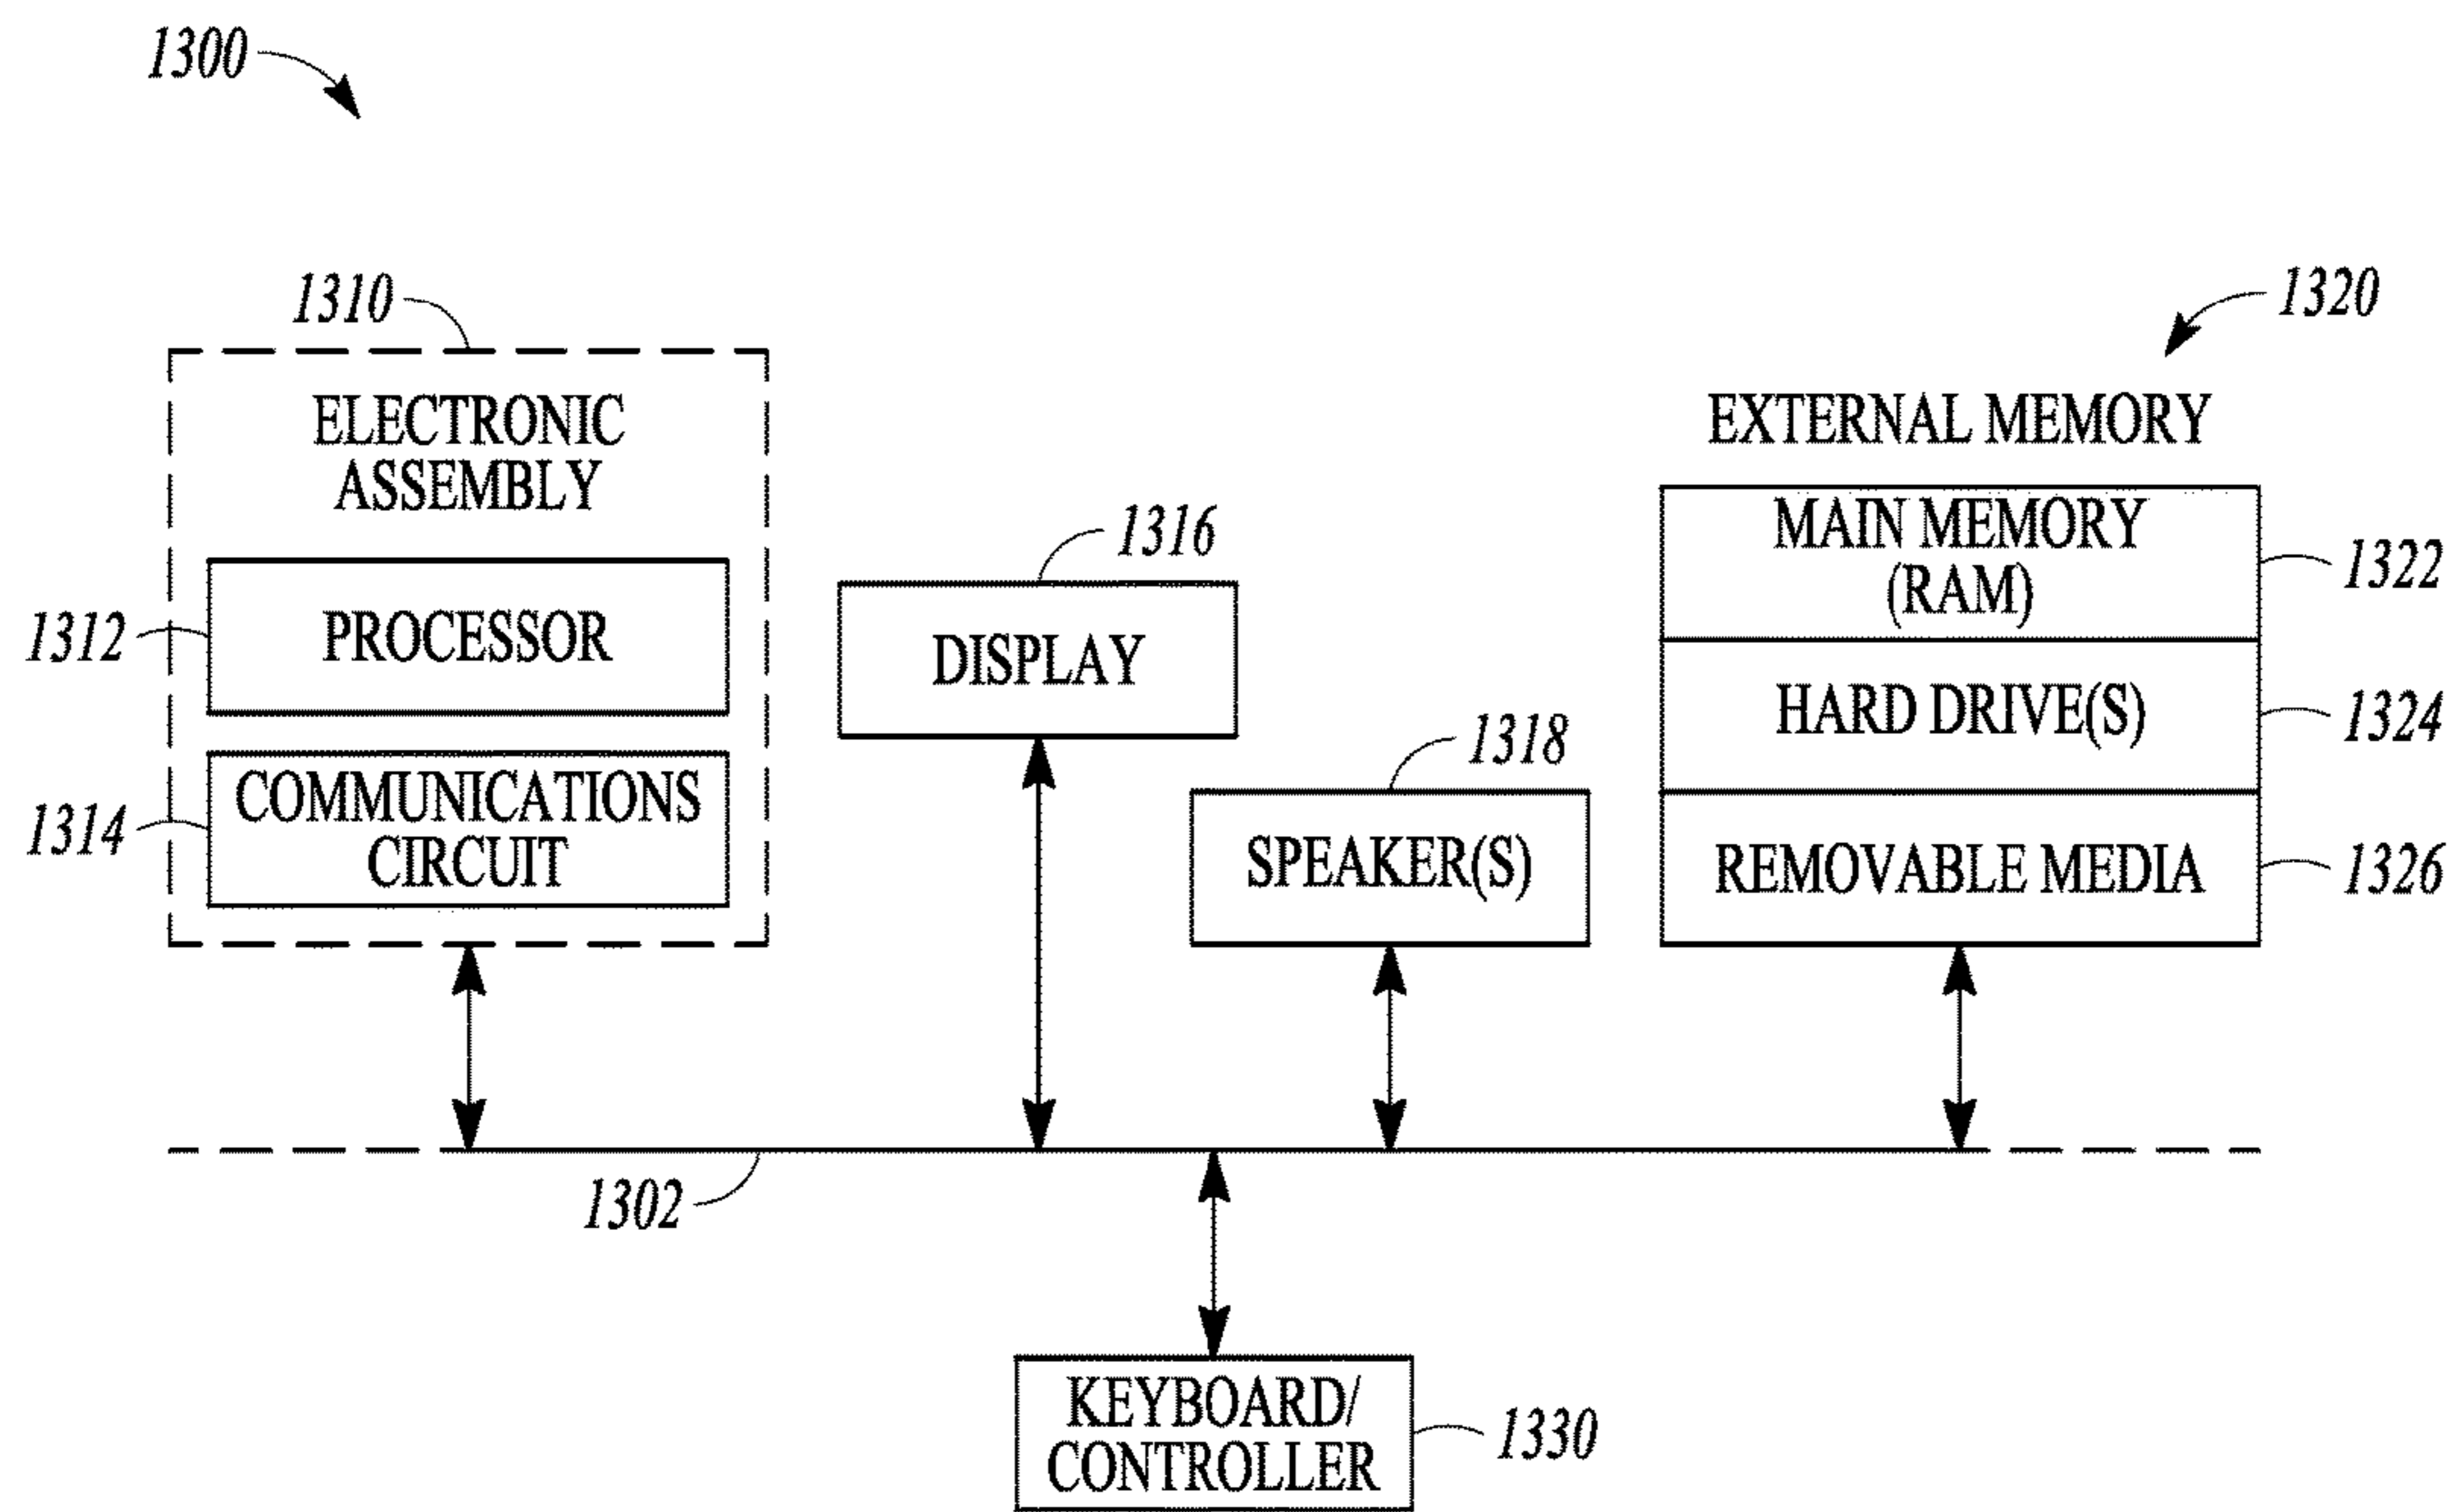 1300
1310
1320
ELECTRONIC
ASSEMBLY
EXTERNAL MEMORY
1316
MAIN MEMORY
(RAM)
1322
1312
PROCESSOR
DISPLAY
HARD DRIVE(S)
1324
1318
1314
COMMUNICATIONS
CIRCUIT
SPEAKER(S)
REMOVABLE MEDIA
1326
1302
KEYBOARD/
CONTROLLER
1330